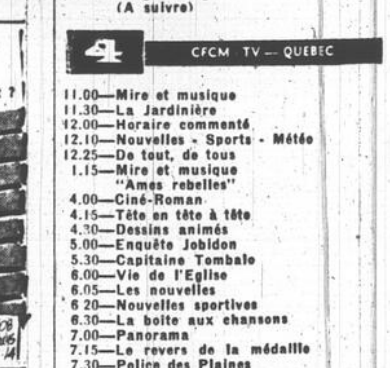 (A suivre)
4
CFCM - TV — QUEBEC
11.00—Mire et musique
11.30—La Jardinière
12.00—Horaire commenté
12.10—Nouvelles - Sports - Météo
12.25—De tout, de tous
1.15—Mire et musique
"Ames rebelles"
4.00—Ciné-Roman
4.15—Tête en tête à tête
4.30—Dessins animés
5.00—Enquête Jobidon
5.30—Capitaine Tombale
6.00—Vie de l'Eglise
6.05—Les nouvelles
6 20—Nouvelles sportives
6.30—La boite aux chansons
7.00—Panorama
7.15—Le revers de la médaille
7.30—Police des Plaines